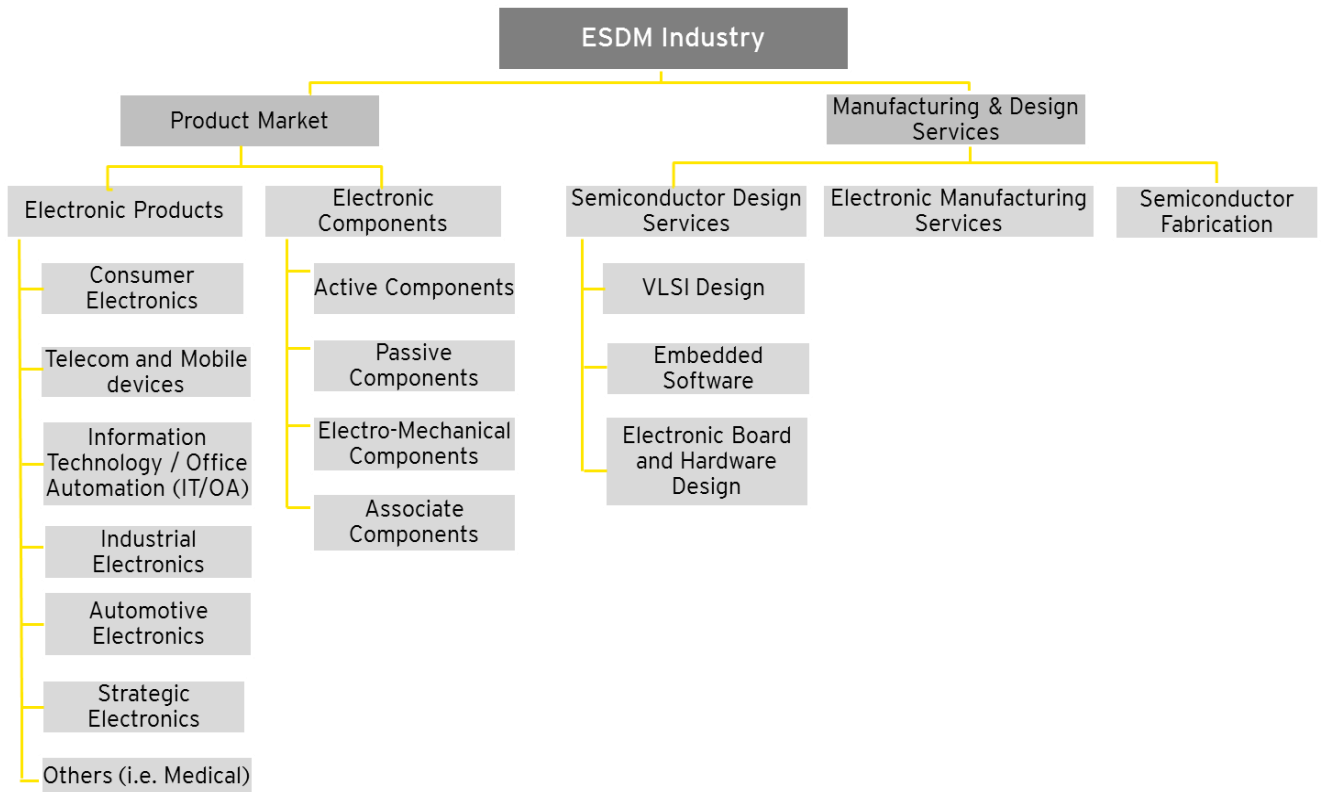 ESDM Industry
Product Market
Manufacturing & Design
Services
Electronic Products
Electronic
Components
Semiconductor Design
Services
Electronic Manufacturing
Services
Semiconductor
Fabrication
Consumer
Electronics
Telecom and Mobile
devices
Information
Technology / Office
Automation (IT/OA)
Industrial
Electronics
Automotive
Electronics
Strategic
Electronics
Others (i.e. Medical)
Active Components
Passive
Components
Electro-Mechanical
Components
Associate
Components
VLSI Design
Embedded
Software
Electronic Board
and Hardware
Design